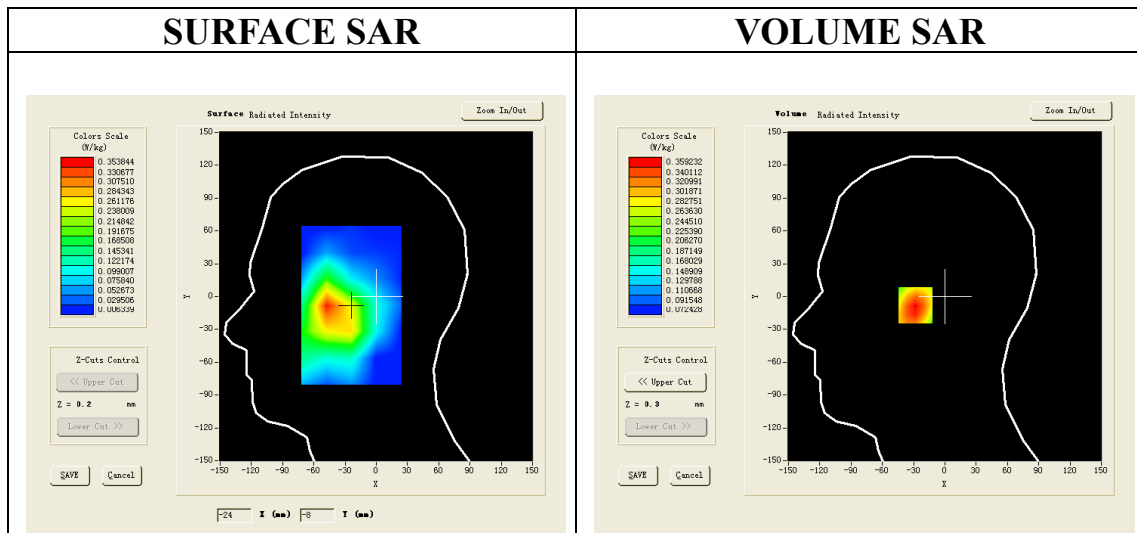 SURFACE SAR
VOLUME SAR
Surface Radiated Intensity
Zoom In/Out
Colors Scale
(W/kg)
0.353844
0.330677
0.307510
0.284343
0.261176
0.238009
0.214842
0.191675
0.168508
0.145341
0.122174
0.099007
0.075840
0.052673
0.029506
0.006339
150
120
90
60
30
0
-30
-60
-90
-120
-150
Y
-150 -120 -90 -60 -30 0 30 60 90 120 150
X
Z-Cuts Control
<< Upper Cut
Z = 0.2 mm
Lower Cut >>
SAVE Cancel
-24 X (mm) -8 Y (mm)
Volume Radiated Intensity
Zoom In/Out
Colors Scale
(W/kg)
0.359232
0.340112
0.320991
0.301871
0.282751
0.263630
0.244510
0.225390
0.206270
0.187149
0.168029
0.148909
0.129788
0.110668
0.091548
0.072428
150
120
90
60
30
0
-30
-60
-90
-120
-150
Y
-150 -120 -90 -60 -30 0 30 60 90 120 150
X
Z-Cuts Control
<< Upper Cut
Z = 0.3 mm
Lower Cut >>
SAVE Cancel